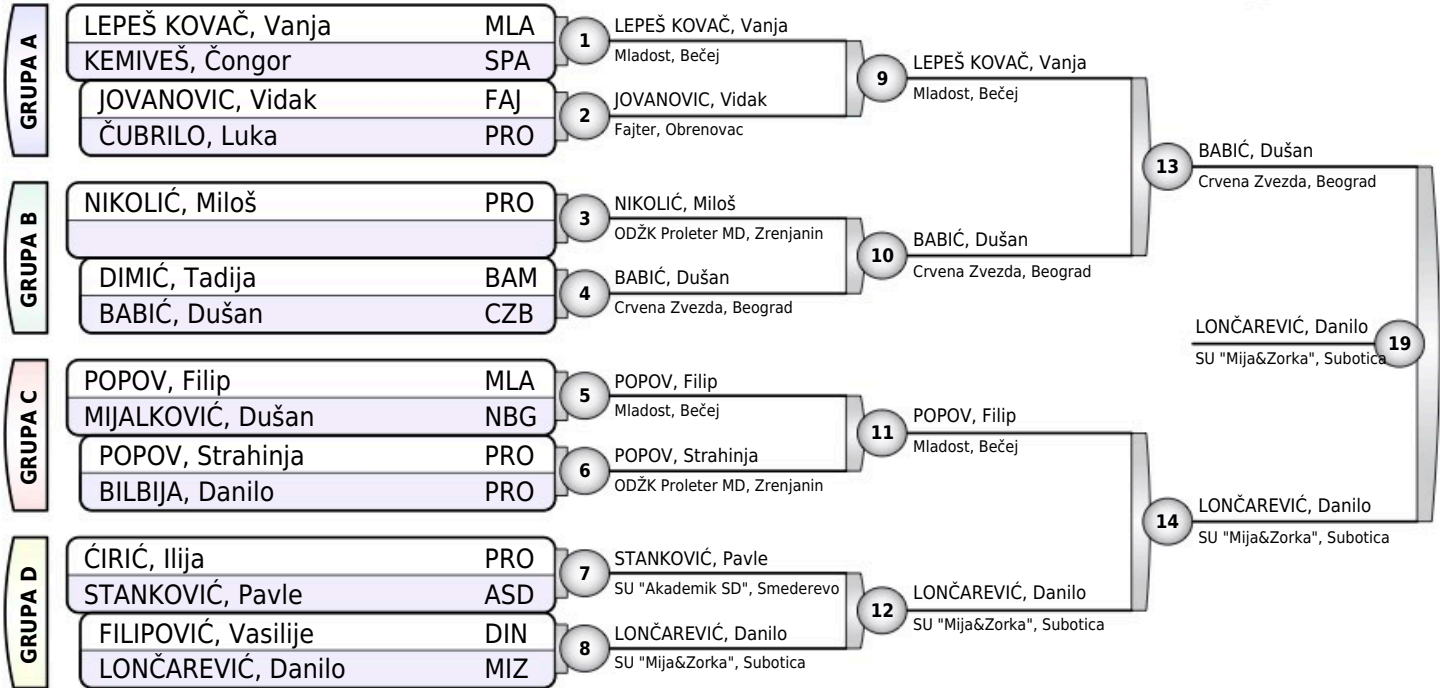 GRUPA A
LEPEŠ KOVAČ, Vanja MLA
KEMIVEŠ, Čongor SPA
JOVANOVIC, Vidak FAJ
ČUBRILO, Luka PRO
GRUPA B
NIKOLIĆ, Miloš PRO
DIMIĆ, Tadija BAM
BABIĆ, Dušan CZB
GRUPA C
POPOV, Filip MLA
MIJALKOVIĆ, Dušan NBG
POPOV, Strahinja PRO
BILBIJA, Danilo PRO
GRUPA D
ĆIRIĆ, Ilija PRO
STANKOVIĆ, Pavle ASD
FILIPOVIĆ, Vasilije DIN
LONČAREVIĆ, Danilo MIZ
1
LEPEŠ KOVAČ, Vanja
Mladost, Bečej
2
JOVANOVIC, Vidak
Fajter, Obrenovac
3
NIKOLIĆ, Miloš
ODŽK Proleter MD, Zrenjanin
4
BABIĆ, Dušan
Crvena Zvezda, Beograd
5
POPOV, Filip
Mladost, Bečej
6
POPOV, Strahinja
ODŽK Proleter MD, Zrenjanin
7
STANKOVIĆ, Pavle
SU "Akademik SD", Smederevo
8
LONČAREVIĆ, Danilo
SU "Mija&Zorka", Subotica
9
LEPEŠ KOVAČ, Vanja
Mladost, Bečej
10
BABIĆ, Dušan
Crvena Zvezda, Beograd
11
POPOV, Filip
Mladost, Bečej
12
LONČAREVIĆ, Danilo
SU "Mija&Zorka", Subotica
13
BABIĆ, Dušan
Crvena Zvezda, Beograd
14
LONČAREVIĆ, Danilo
SU "Mija&Zorka", Subotica
LONČAREVIĆ, Danilo
SU "Mija&Zorka", Subotica
19